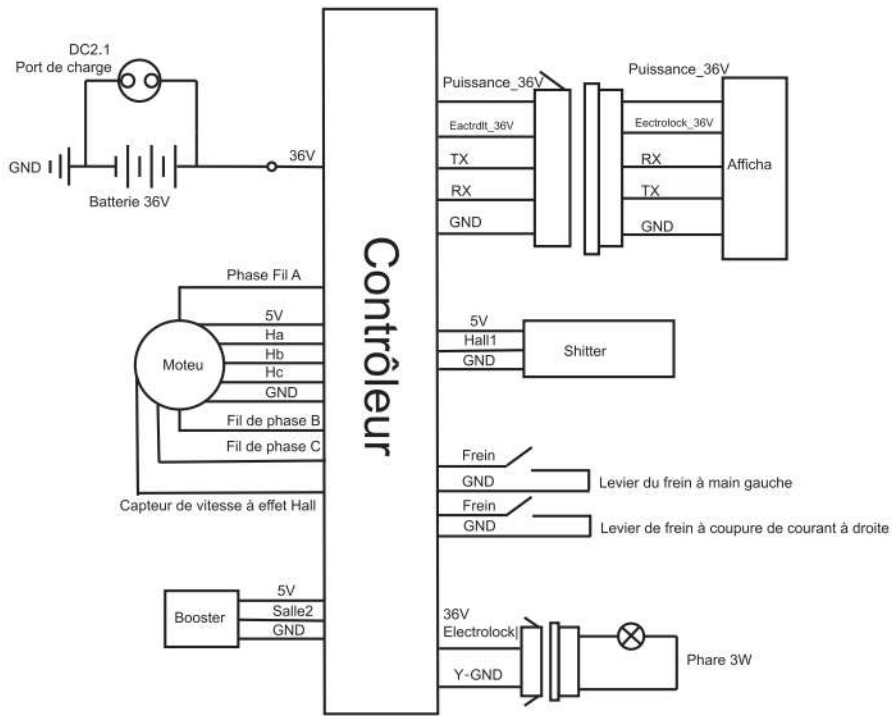 DC2.1
Port de charge
GND
36V
Batterie 36V
Phase Fil A
5V
Ha
Hb
Hc
GND
Moteu
Fil de phase B
Fil de phase C
Capteur de vitesse à effet Hall
5V
Salle2
GND
Booster
Contrôleur
Puissance_36V
Eactrdlt_36V
TX
RX
GND
Puissance_36V
Eectrolock_36V
RX
TX
GND
Afficha
5V
Hall1
GND
Shitter
Frein
GND
Levier du frein à main gauche
Frein
GND
Levier de frein à coupure de courant à droite
36V
Electrolock|
Y-GND
Phare 3W